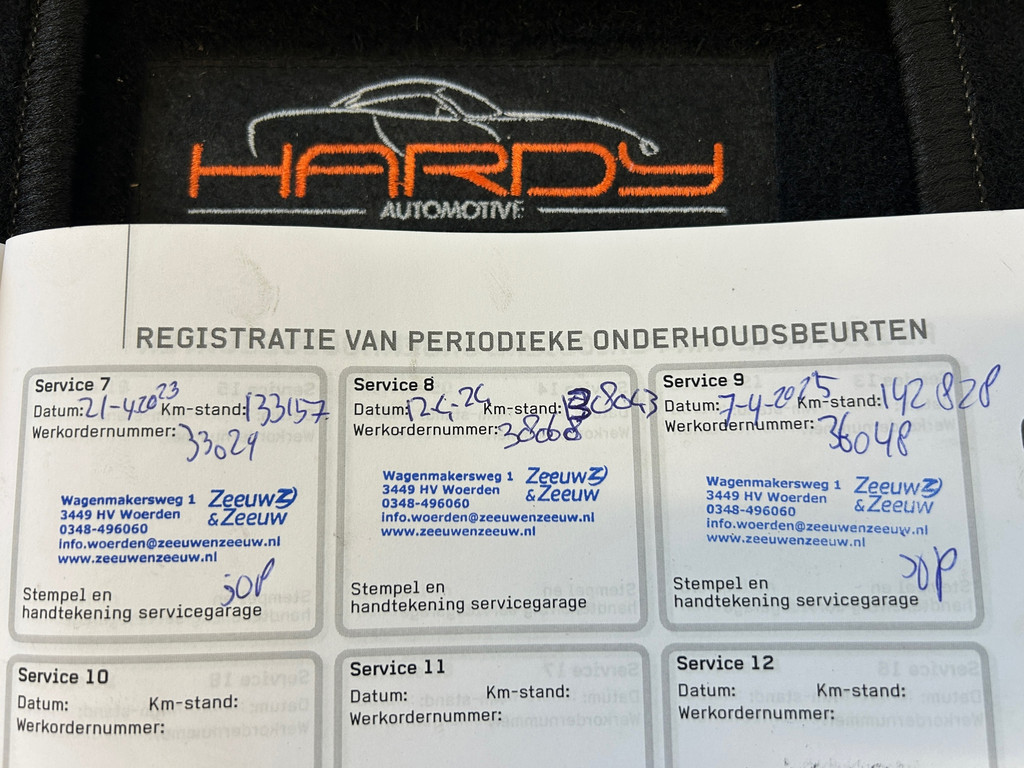 HARDY
AUTOMOTIVE
REGISTRATIE VAN PERIODIEKE ONDERHOUDSBEURTEN
Service 7
Datum: 21-4-2023 Km-stand: 133157
Werkordernummer: 33029
Wagenmakersweg 1
3449 HV Woerden
0348-496060
info.woerden@zeeuwenzeeuw.nl
www.zeeuwenzeeuw.nl
Zeeuw
& Zeeuw
Stempel en
handtekening servicegarage
Service 8
Datum: 12-4-24 Km-stand: 138043
Werkordernummer: 38068
Wagenmakersweg 1
3449 HV Woerden
0348-496060
info.woerden@zeeuwenzeeuw.nl
www.zeeuwenzeeuw.nl
Zeeuw
& Zeeuw
Stempel en
handtekening servicegarage
Service 9
Datum: 7-4-2025 Km-stand: 142828
Werkordernummer: 36048
Wagenmakersweg 1
3449 HV Woerden
0348-496060
info.woerden@zeeuwenzeeuw.nl
www.zeeuwenzeeuw.nl
Zeeuw
& Zeeuw
Stempel en
handtekening servicegarage
Service 10
Datum: Km-stand:
Werkordernummer:
Service 11
Datum: Km-stand:
Werkordernummer:
Service 12
Datum: Km-stand:
Werkordernummer: